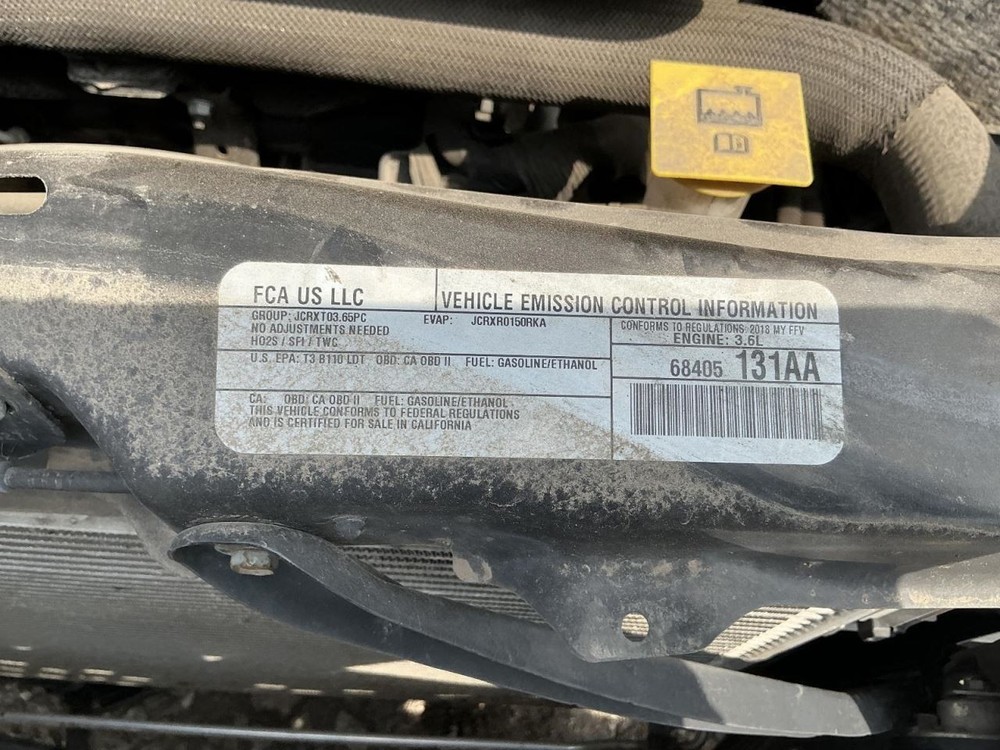 FCA US LLC
VEHICLE EMISSION CONTROL INFORMATION
GROUP: JCRXT03.65PC EVAP: JCRXR0150RKA
NO ADJUSTMENTS NEEDED
HO2S / SFI / TWC
CONFORMS TO REGULATIONS: 2018 MY FFV
ENGINE: 3.6L
U.S. EPA: T3 B110 LDT OBD: CA OBD II FUEL: GASOLINE/ETHANOL
68405 131AA
CA: OBD: CA OBD II FUEL: GASOLINE/ETHANOL
THIS VEHICLE CONFORMS TO FEDERAL REGULATIONS
AND IS CERTIFIED FOR SALE IN CALIFORNIA